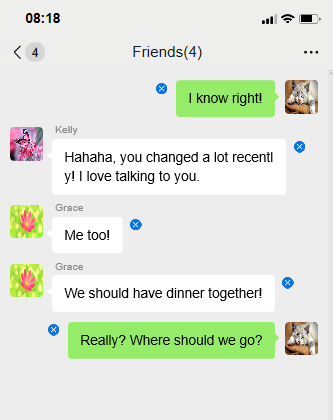 08:18
4
Friends(4)
I know right!
Kelly
Hahaha, you changed a lot recentl
y! I love talking to you.
Grace
Me too!
Grace
We should have dinner together!
Really? Where should we go?